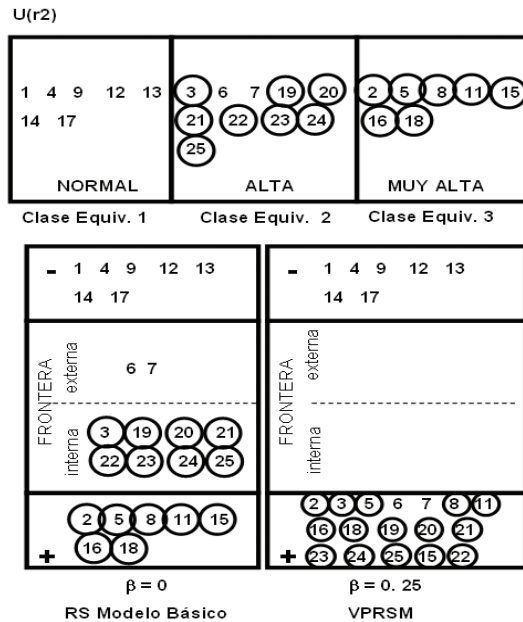 U(r2)
1 4 9 12 13
14 17
NORMAL
3 6 7 19 20
21 22 23 24
25
ALTA
2 5 8 11 15
16 18
MUY ALTA
Clase Equiv. 1
Clase Equiv. 2
Clase Equiv. 3
- 1 4 9 12 13
14 17
FRONTERA
externa
6 7
interna
3 19 20 21
22 23 24 25
2 5 8 11 15
+ 16 18
β = 0
RS Modelo Básico
- 1 4 9 12 13
14 17
FRONTERA
externa
interna
2 3 5 6 7 8 11
16 18 19 20 21
+ 23 24 25 15 22
β = 0. 25
VPRSM